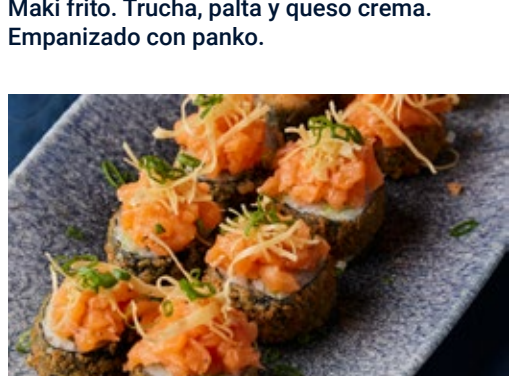 Maki frito. Trucha, palta y queso crema.
Empanizado con panko.